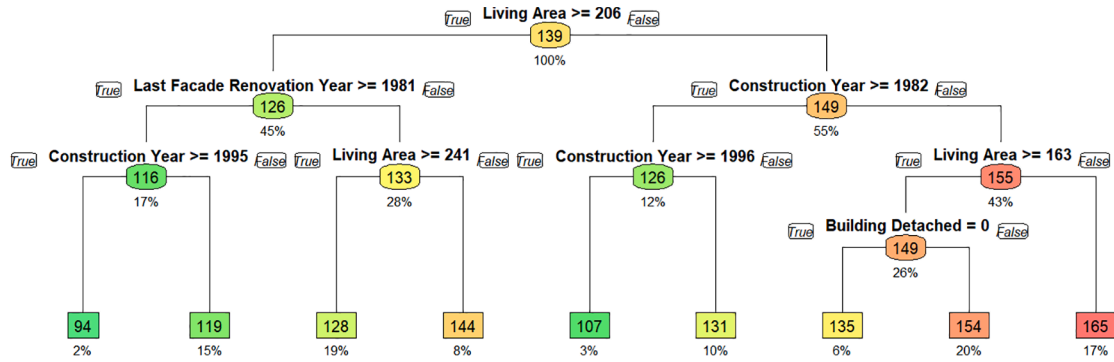 Living Area >= 206
True False
139
100%
Last Facade Renovation Year >= 1981
True False
126
45%
Construction Year >= 1982
True False
149
55%
Construction Year >= 1995
True False
116
17%
Living Area >= 241
True False
133
28%
Construction Year >= 1996
True False
126
12%
Living Area >= 163
True False
155
43%
Building Detached = 0
True False
149
26%
94 119 128 144 107 131 135 154 165
2% 15% 19% 8% 3% 10% 6% 20% 17%